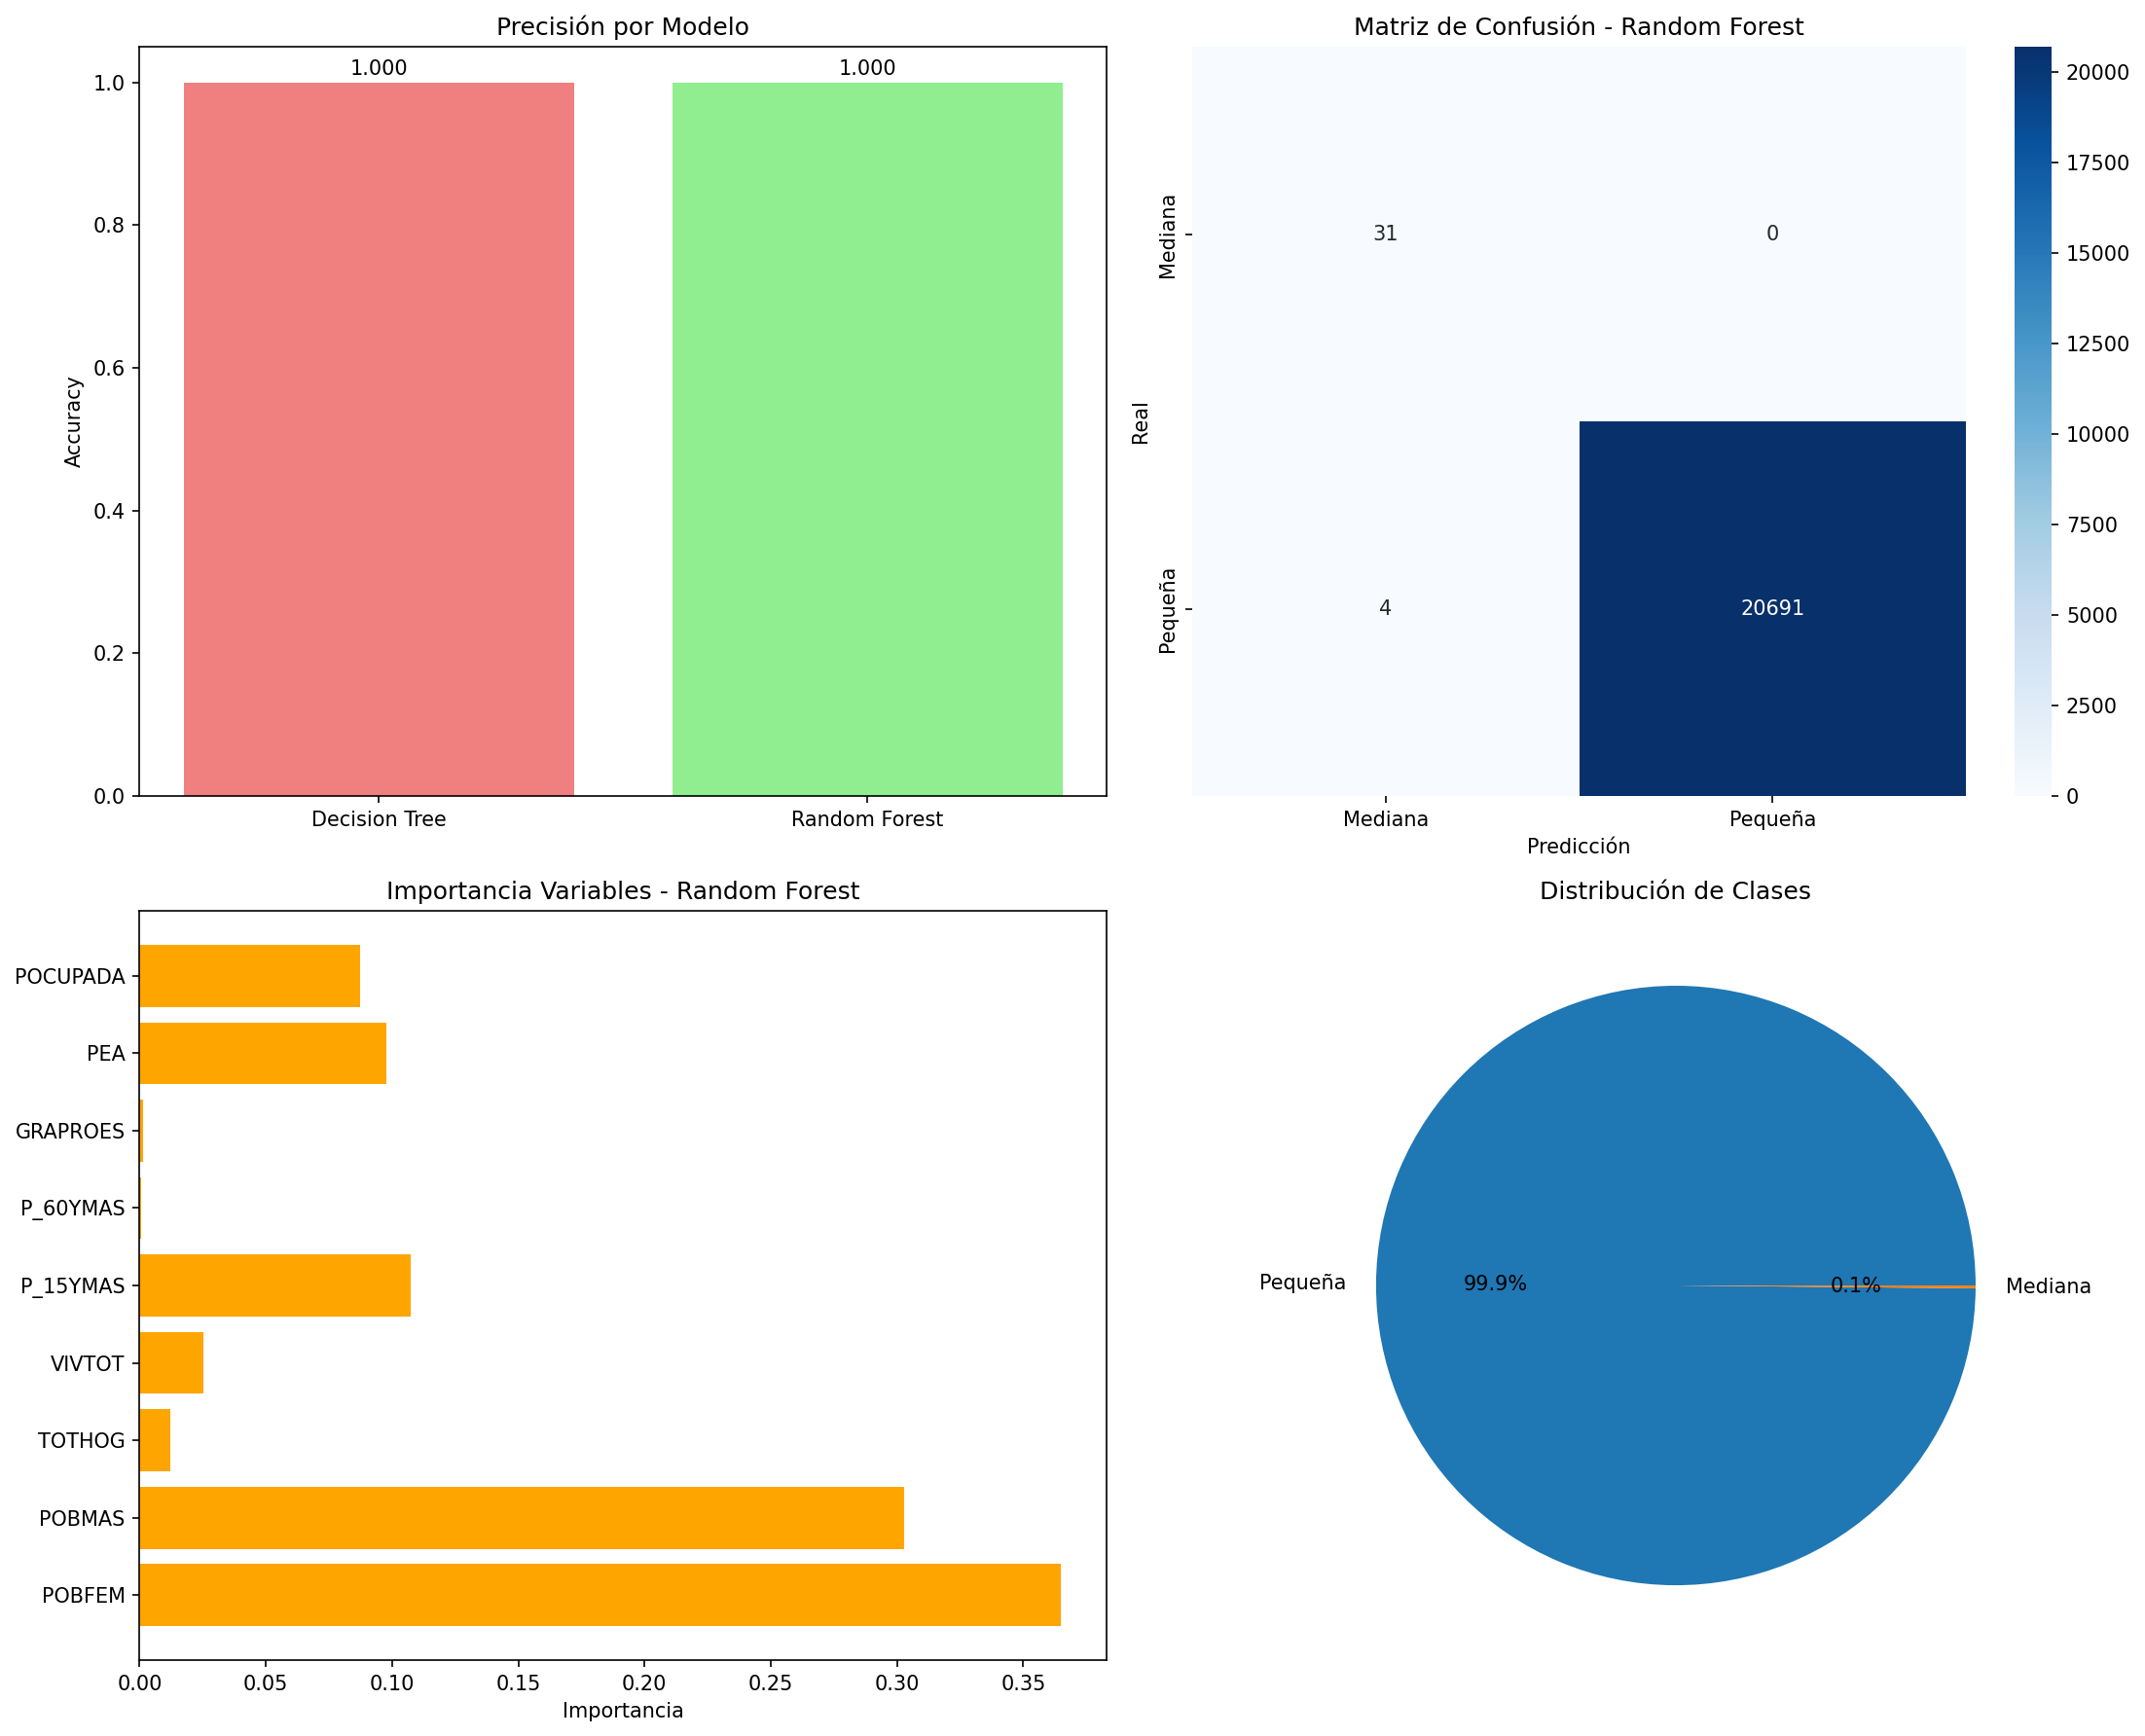 Precisión por Modelo
1.000
1.000
1.0
0.8
0.6
0.4
0.2
0.0
Accuracy
Decision Tree
Random Forest
Matriz de Confusión - Random Forest
31
0
4
20691
Mediana
Pequeña
Real
Mediana
Pequeña
Predicción
20000
17500
15000
12500
10000
7500
5000
2500
0
Importancia Variables - Random Forest
POCUPADA
PEA
GRAPROES
P_60YMAS
P_15YMAS
VIVTOT
TOTHOG
POBMAS
POBFEM
0.00
0.05
0.10
0.15
0.20
0.25
0.30
0.35
Importancia
Distribución de Clases
Pequeña
99.9%
0.1%
Mediana